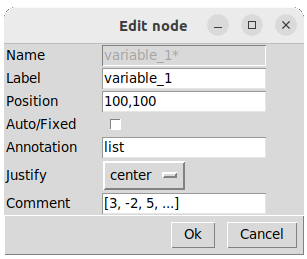 Edit node
Name variable_1*
Label variable_1
Position 100,100
Auto/Fixed
Annotation list
Justify center
Comment [3, -2, 5, ...]
Ok Cancel